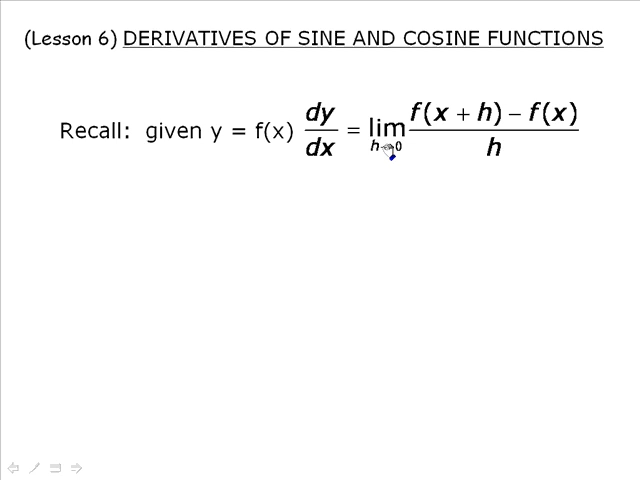 (Lesson 6) DERIVATIVES OF SINE AND COSINE FUNCTIONS
Recall: given y = f(x) dy/dx = lim h→0 f(x + h) – f(x)/h